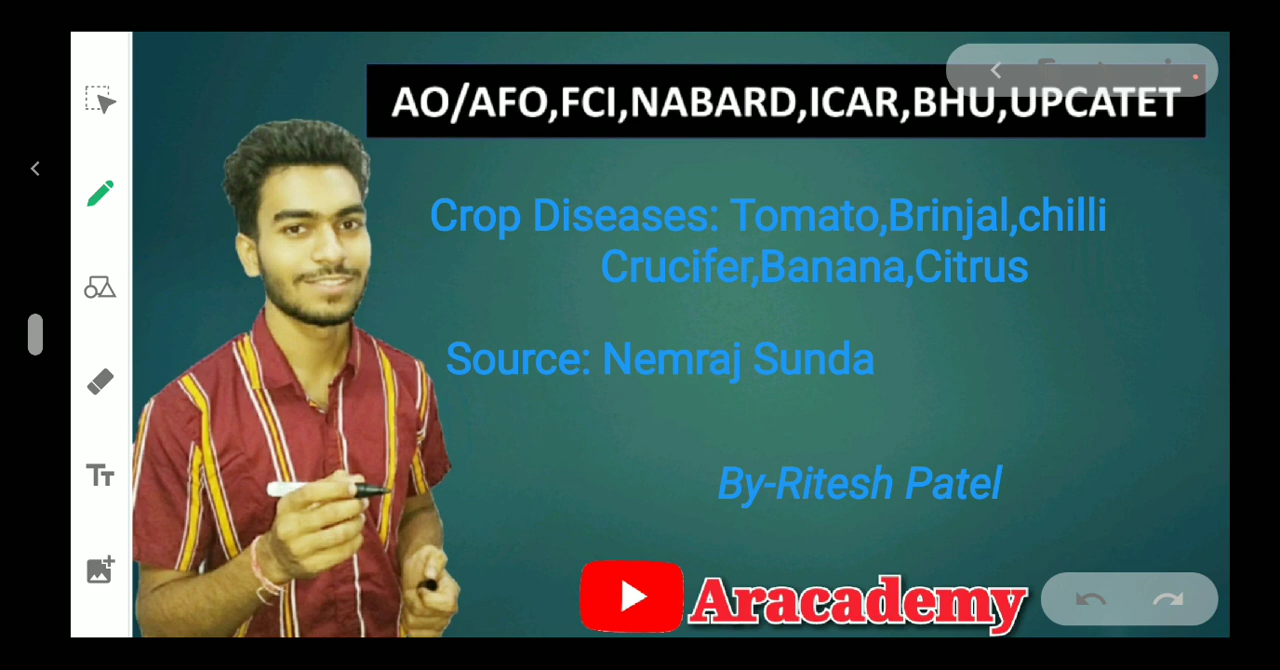 AO/AFO,FCI,NABARD,ICAR,BHU,UPCATET
Crop Diseases: Tomato,Brinjal,chilli
Crucifer,Banana,Citrus
Source: Nemraj Sunda
By-Ritesh Patel
Aracademy
TT